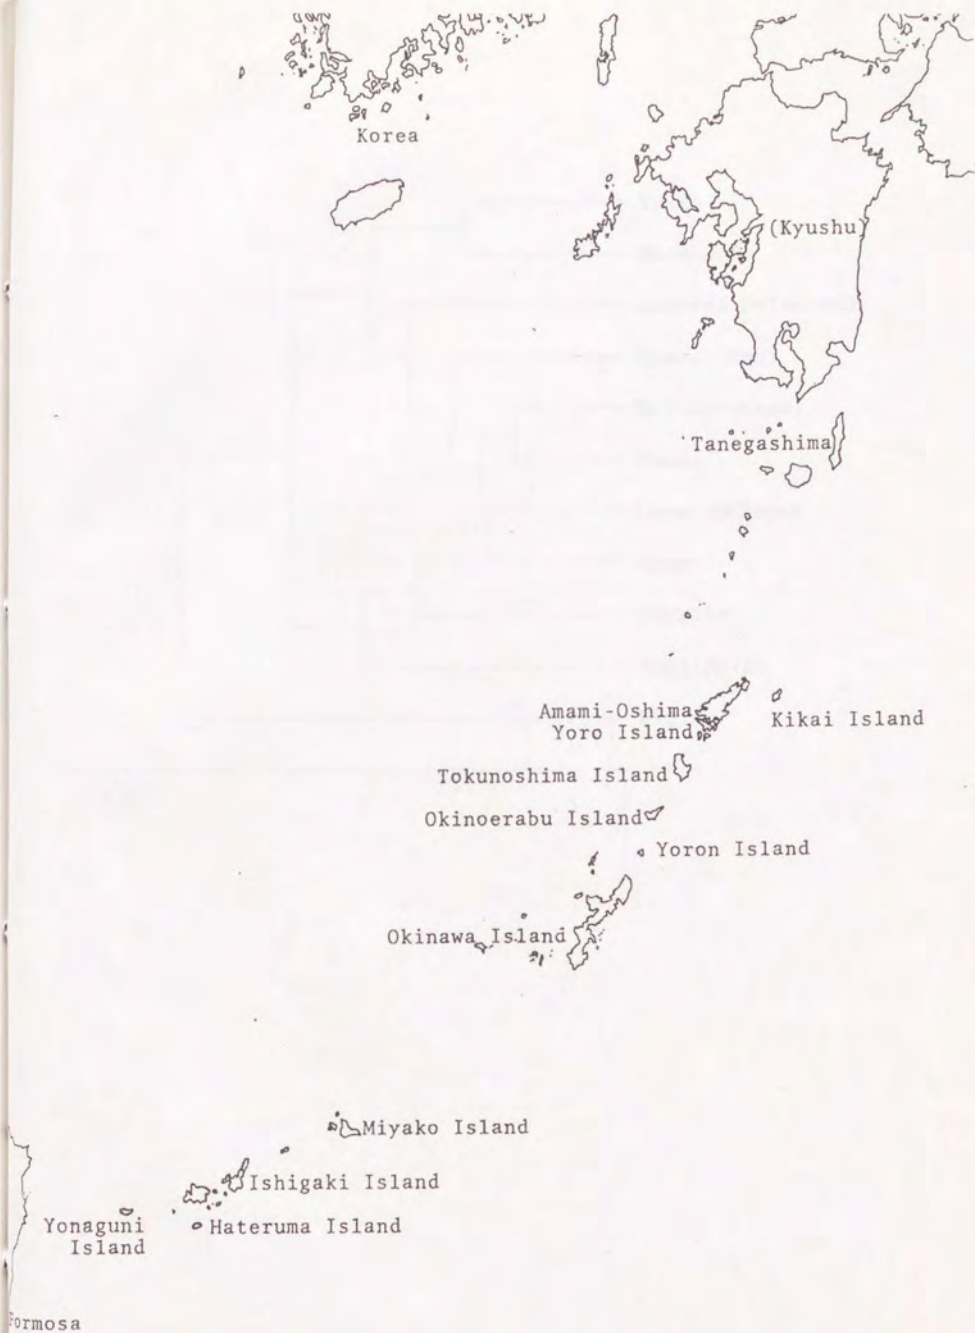 Korea
(Kyushu)
Tanegashima
Amami-Oshima
Yoro Island
Kikai Island
Tokunoshima Island
Okinoerabu Island
Yoron Island
Okinawa Island
Miyako Island
Ishigaki Island
Yonaguni
Island
Hateruma Island
Formosa